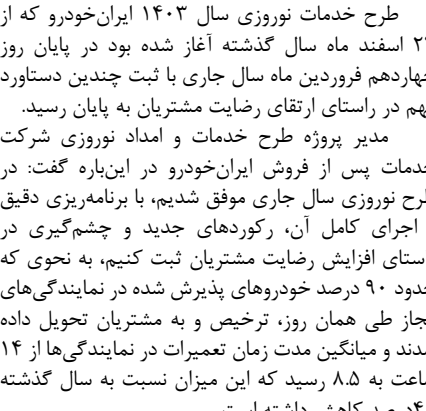 طرح خدمات نوروزی سال ۱۴۰۳ ایران‌خودرو که از
اسفند ماه سال گذشته آغاز شده بود در پایان روز
چهاردهم فروردین ماه سال جاری با ثبت چندین دستاورد
مهم در راستای ارتقای رضایت مشتریان به پایان رسید.
مدیر پروژه طرح خدمات و امداد نوروزی شرکت
خدمات پس از فروش ایران‌خودرو در این‌باره گفت: در
طرح نوروزی سال جاری موفق شدیم، با برنامه‌ریزی دقیق
اجرای کامل آن، رکوردهای جدید و چشم‌گیری در
راستای افزایش رضایت مشتریان ثبت کنیم، به نحوی که
حدود ۹۰ درصد خودروهای پذیرش شده در نمایندگی‌های
مجاز طی همان روز، ترخیص و به مشتریان تحویل داده
شدند و میانگین مدت زمان تعمیرات در نمایندگی‌ها از ۱۴
ساعت به ۸.۵ رسید که این میزان نسبت به سال گذشته
درصد کاهش داشته است